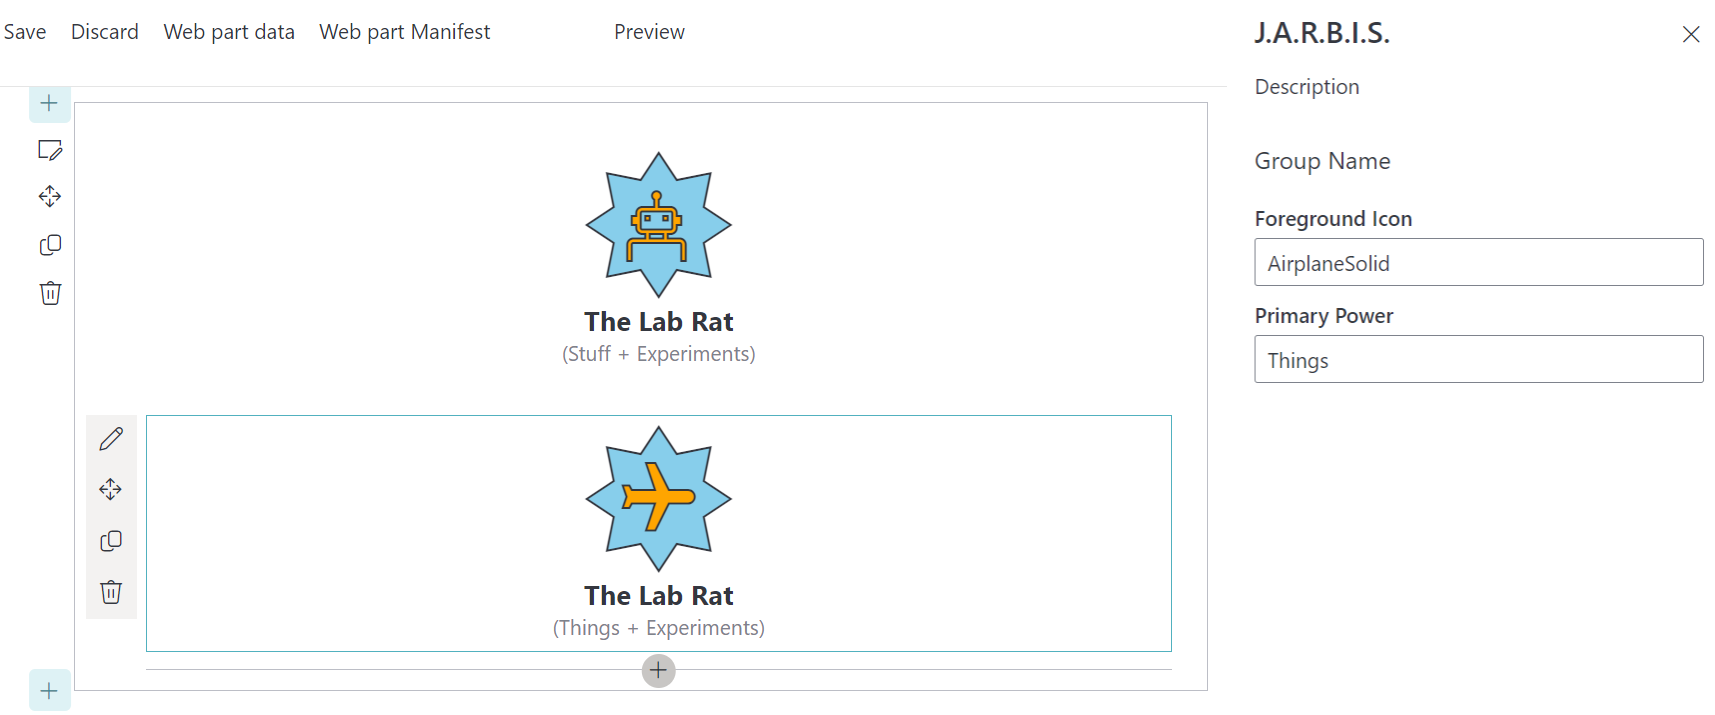 Save Discard Web part data Web part Manifest Preview
The Lab Rat
(Stuff + Experiments)
The Lab Rat
(Things + Experiments)
J.A.R.B.I.S.
Description
Group Name
Foreground Icon
AirplaneSolid
Primary Power
Things